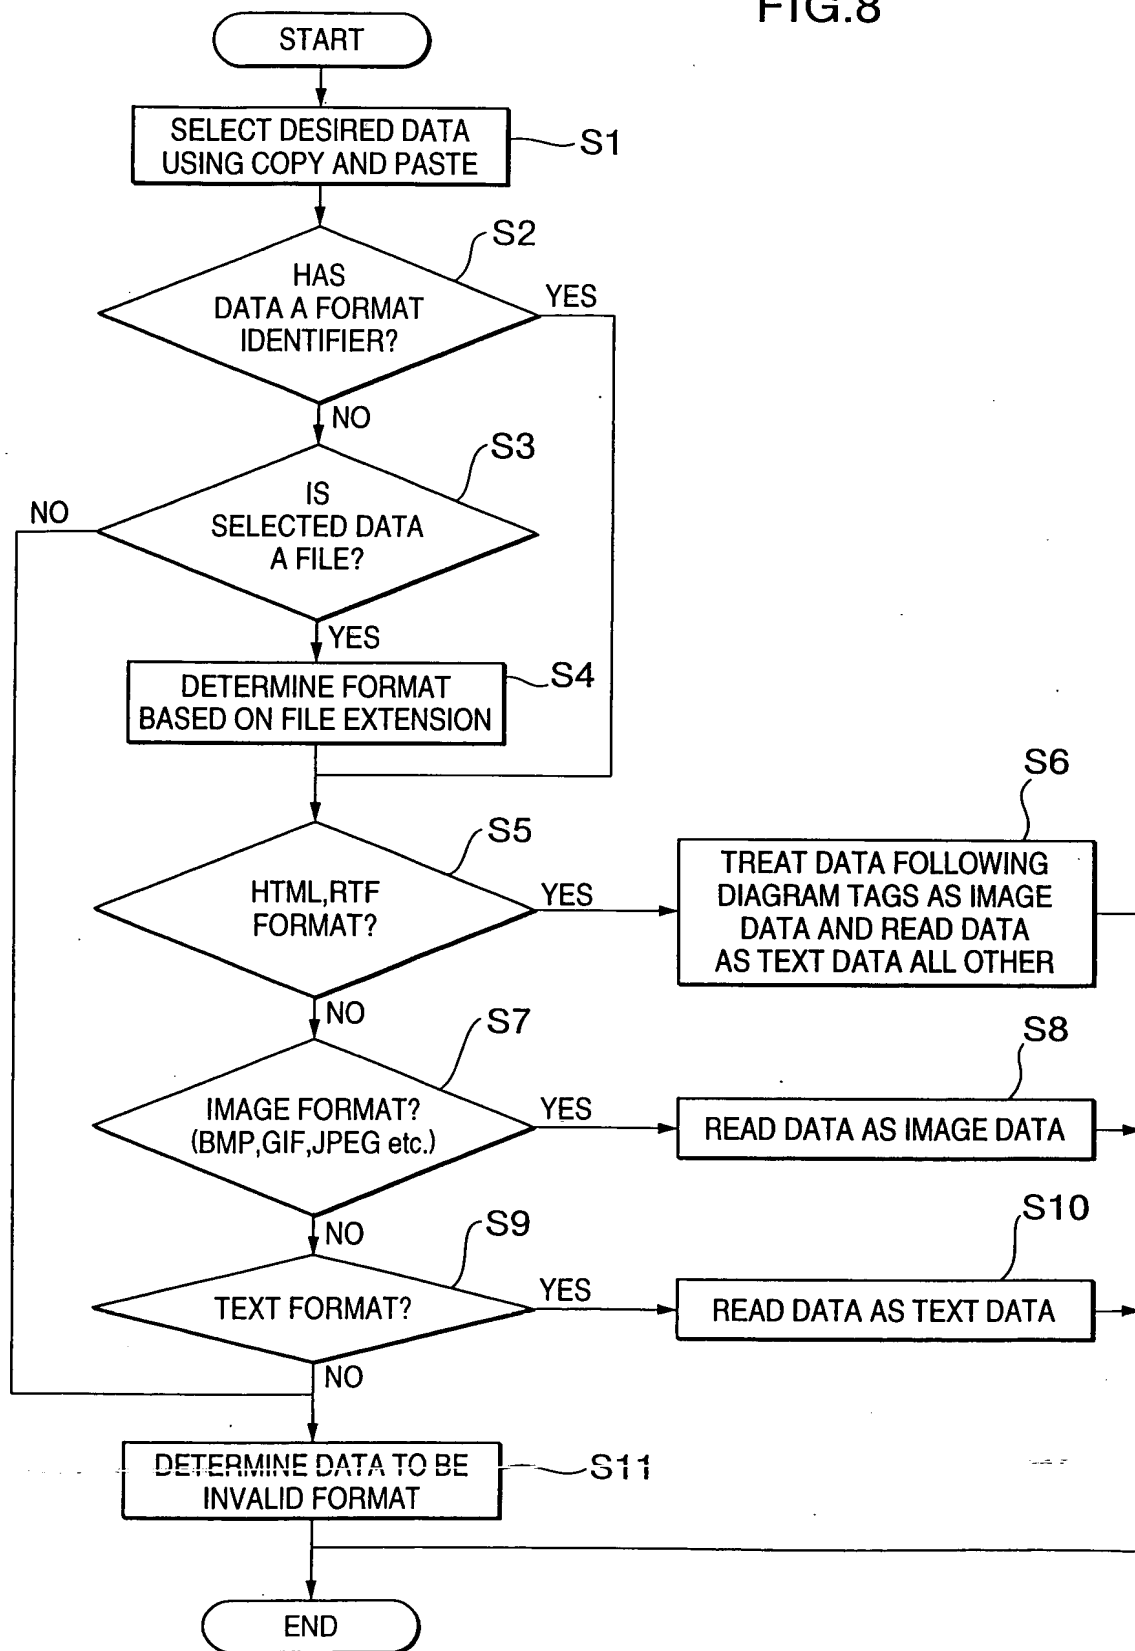 FIG.8
START
SELECT DESIRED DATA
USING COPY AND PASTE
S1
S2
HAS
DATA A FORMAT
IDENTIFIER?
YES
NO
S3
IS
SELECTED DATA
A FILE?
NO
YES
DETERMINE FORMAT
BASED ON FILE EXTENSION
S4
S5
HTML,RTF
FORMAT?
YES
S6
TREAT DATA FOLLOWING
DIAGRAM TAGS AS IMAGE
DATA AND READ DATA
AS TEXT DATA ALL OTHER
NO
S7
IMAGE FORMAT?
(BMP,GIF,JPEG etc.)
YES
S8
READ DATA AS IMAGE DATA
NO
S9
TEXT FORMAT?
YES
S10
READ DATA AS TEXT DATA
NO
DETERMINE DATA TO BE
INVALID FORMAT
S11
END